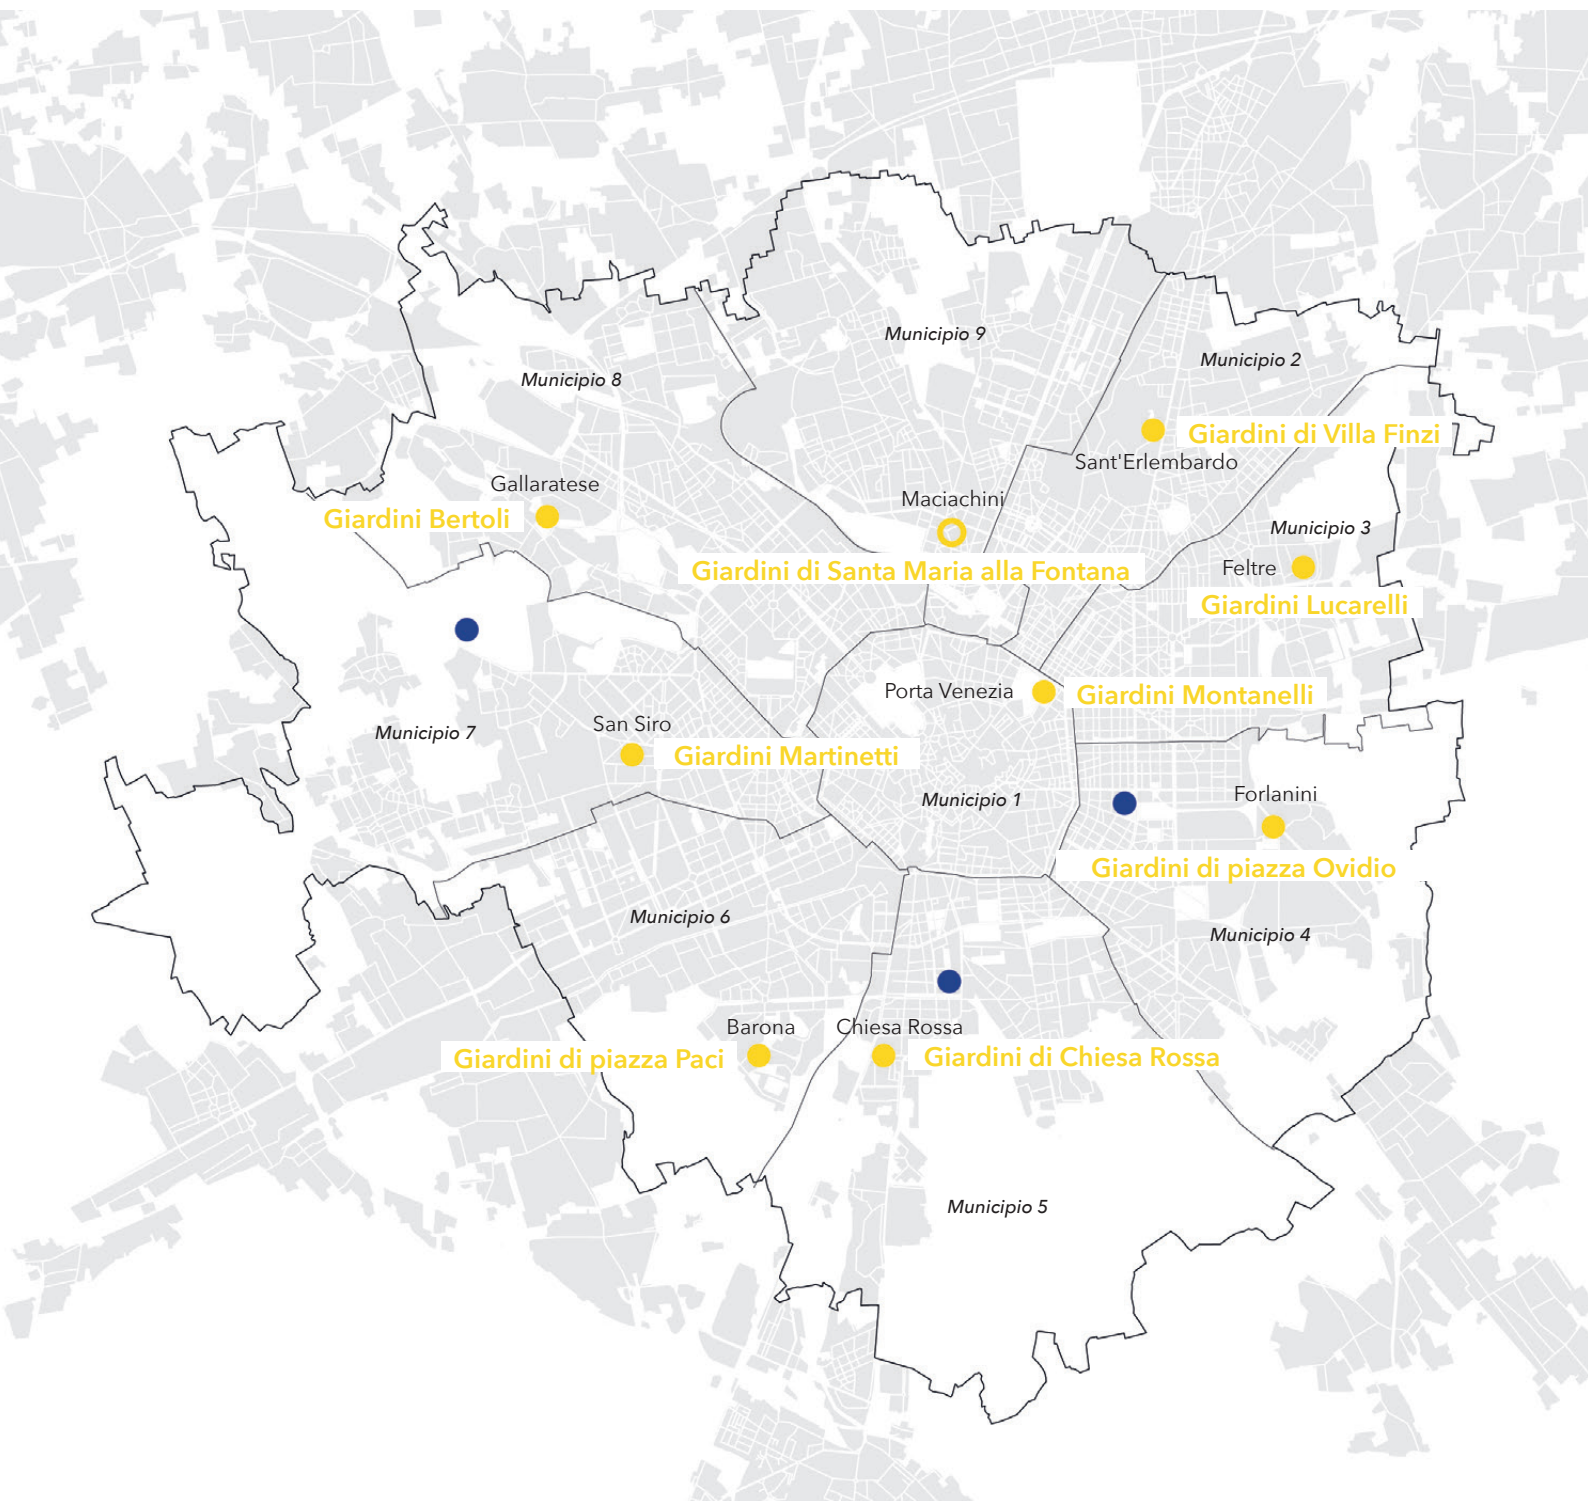 Municipio 9
Municipio 2
Municipio 8
Giardini di Villa Finzi
Sant'Erlembardo
Gallaratese
Maciachini
Giardini Bertoli
Municipio 3
Giardini di Santa Maria alla Fontana
Feltre
Giardini Lucarelli
Porta Venezia
Giardini Montanelli
San Siro
Municipio 7
Giardini Martinetti
Forlanini
Municipio 1
Giardini di piazza Ovidio
Municipio 6
Municipio 4
Barona
Chiesa Rossa
Giardini di piazza Paci
Giardini di Chiesa Rossa
Municipio 5